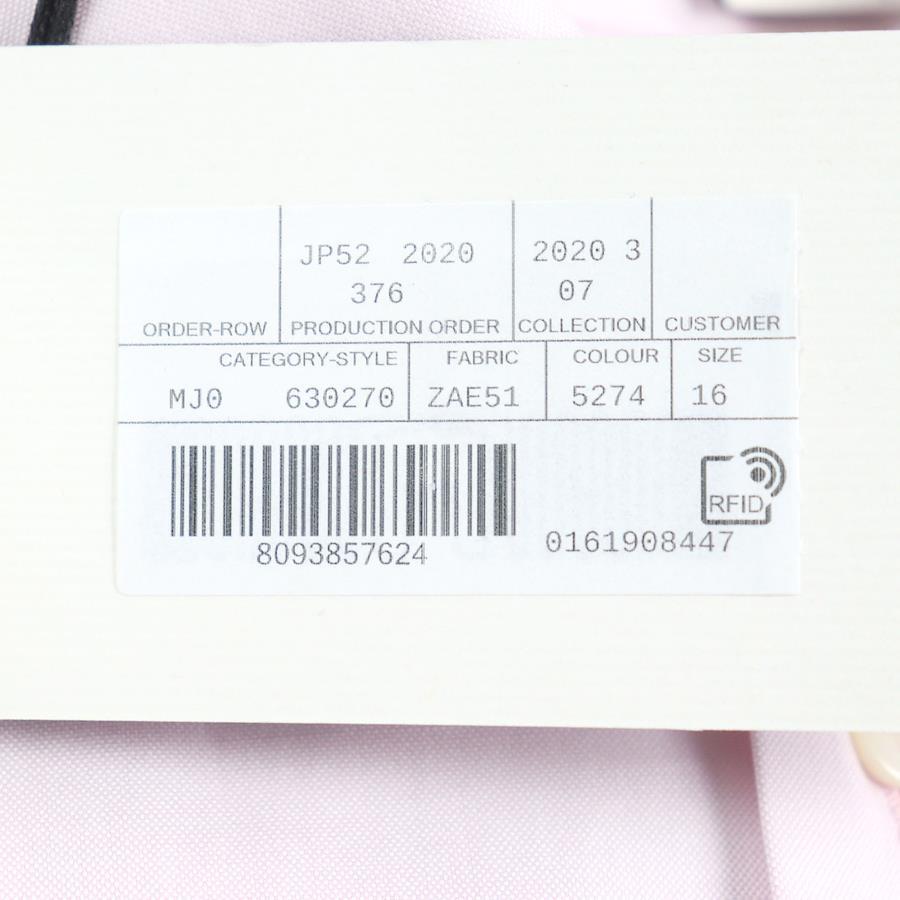 JP52 2020 2020 3
376 07
ORDER-ROW PRODUCTION ORDER COLLECTION CUSTOMER
CATEGORY-STYLE FABRIC COLOUR SIZE
MJ0 630270 ZAE51 5274 16
RFID
8093857624 0161908447